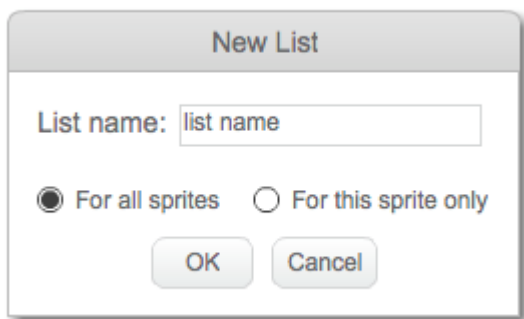 New List
List name: list name
For all sprites For this sprite only
OK Cancel